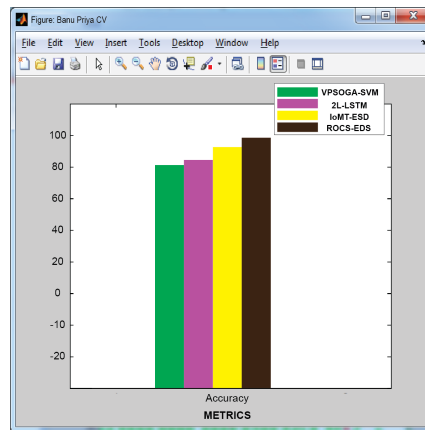 Figure: Banu Priya CV
File Edit View Insert Tools Desktop Window Help
VPSOGA-SVM
2L-LSTM
IoMT-ESD
ROCS-EDS
100
80
60
40
20
0
-10
-20
Accuracy
METRICS